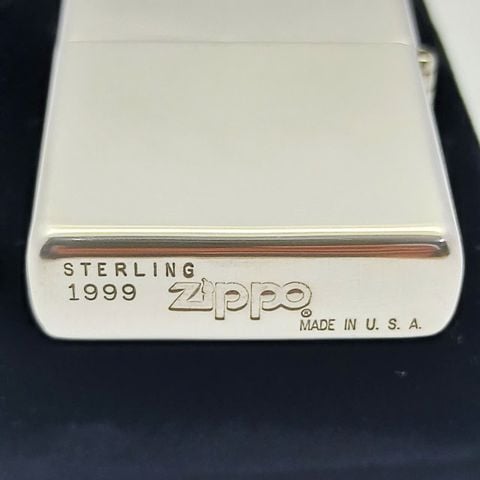 STERLING
1999 Zippo®
MADE IN U. S. A.